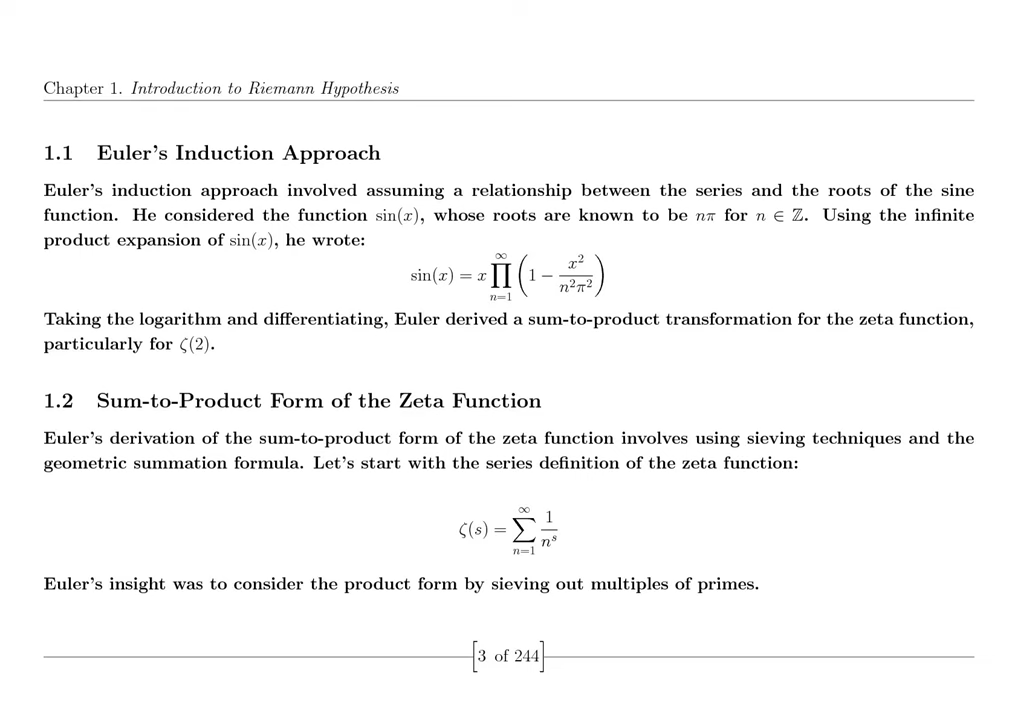 Chapter 1. Introduction to Riemann Hypothesis
1.1 Euler's Induction Approach
Euler's induction approach involved assuming a relationship between the series and the roots of the sine
function. He considered the function sin(x), whose roots are known to be nπ for n ∈ ℤ. Using the infinite
product expansion of sin(x), he wrote:
sin(x) = x ∏_{n=1}^{∞} (1 − x²/(n²π²))
Taking the logarithm and differentiating, Euler derived a sum-to-product transformation for the zeta function,
particularly for ζ(2).
1.2 Sum-to-Product Form of the Zeta Function
Euler's derivation of the sum-to-product form of the zeta function involves using sieving techniques and the
geometric summation formula. Let's start with the series definition of the zeta function:
ζ(s) = ∑_{n=1}^{∞} 1/n^s
Euler's insight was to consider the product form by sieving out multiples of primes.
[3 of 244]